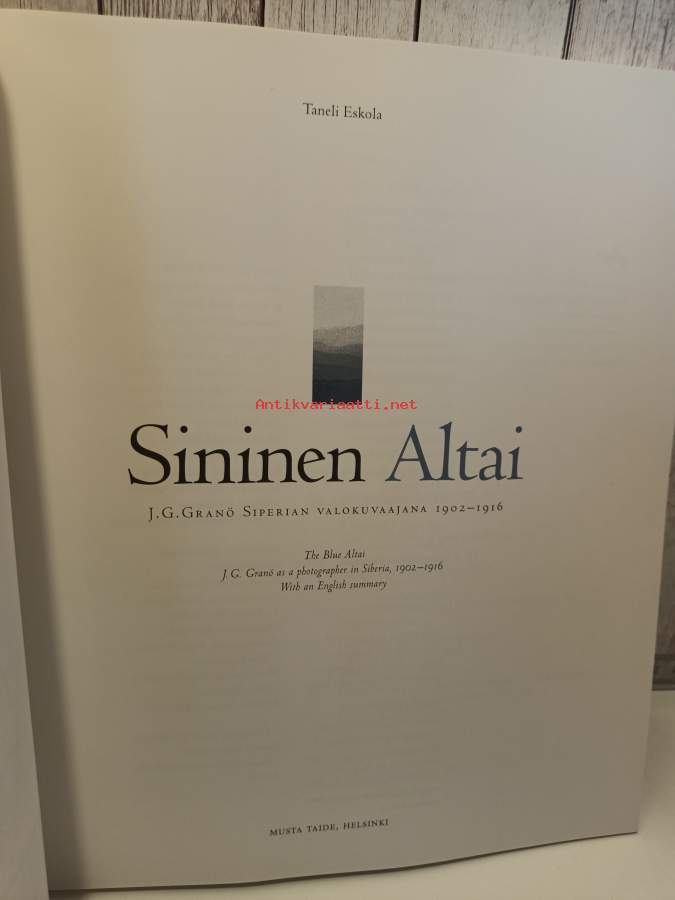 Taneli Eskola
Antikvariaatti.net
Sininen Altai
J.G.Granö Siperian valokuvaajana 1902–1916
The Blue Altai
J. G. Granö as a photographer in Siberia, 1902–1916
With an English summary
MUSTA TAIDE, HELSINKI